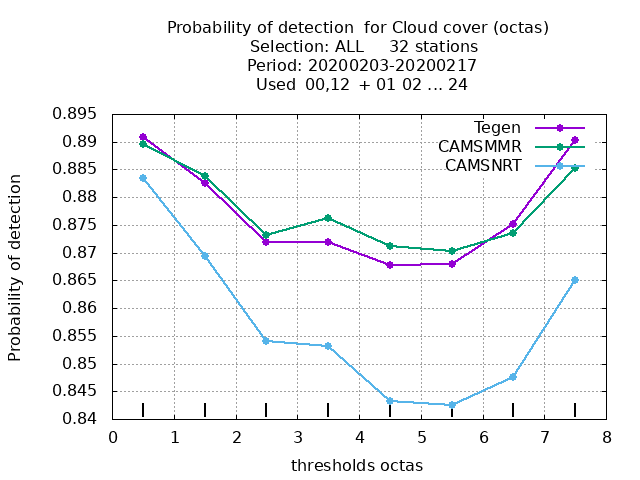 Probability of detection  for Cloud cover (octas)
Selection: ALL     32 stations
Period: 20200203-20200217
Used  00,12  + 01 02 ... 24
Tegen
CAMSMMR
CAMSNRT
0.895
0.89
0.885
0.88
0.875
0.87
0.865
0.86
0.855
0.85
0.845
0.84
Probability of detection
0 1 2 3 4 5 6 7 8
thresholds octas